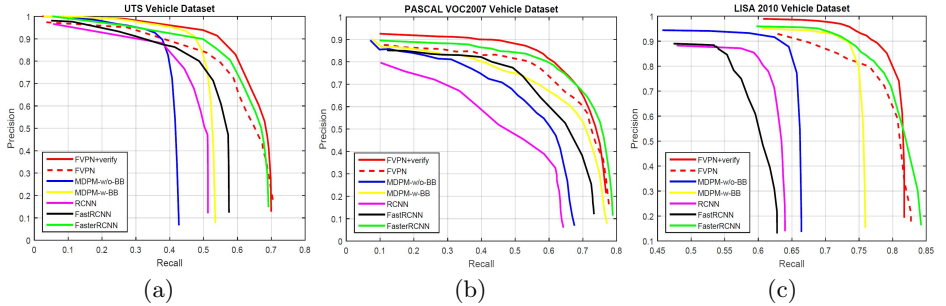 UTS Vehicle Dataset
Precision
1
0.9
0.8
0.7
0.6
0.5
0.4
0.3
0.2
0.1
0
FVPN+verify
FVPN
MDPM-w/o-BB
MDPM-w-BB
RCNN
FastRCNN
FasterRCNN
0 0.1 0.2 0.3 0.4 0.5 0.6 0.7 0.8
Recall
(a)
PASCAL VOC2007 Vehicle Dataset
Precision
1
0.9
0.8
0.7
0.6
0.5
0.4
0.3
0.2
0.1
0
FVPN+verify
FVPN
MDPM-w/o-BB
MDPM-w-BB
RCNN
FastRCNN
FasterRCNN
0 0.1 0.2 0.3 0.4 0.5 0.6 0.7 0.8
Recall
(b)
LISA 2010 Vehicle Dataset
Precision
1
0.9
0.8
0.7
0.6
0.5
0.4
0.3
0.2
0.1
FVPN+verify
FVPN
MDPM-w/o-BB
MDPM-w-BB
RCNN
FastRCNN
FasterRCNN
0.45 0.5 0.55 0.6 0.65 0.7 0.75 0.8 0.85
Recall
(c)